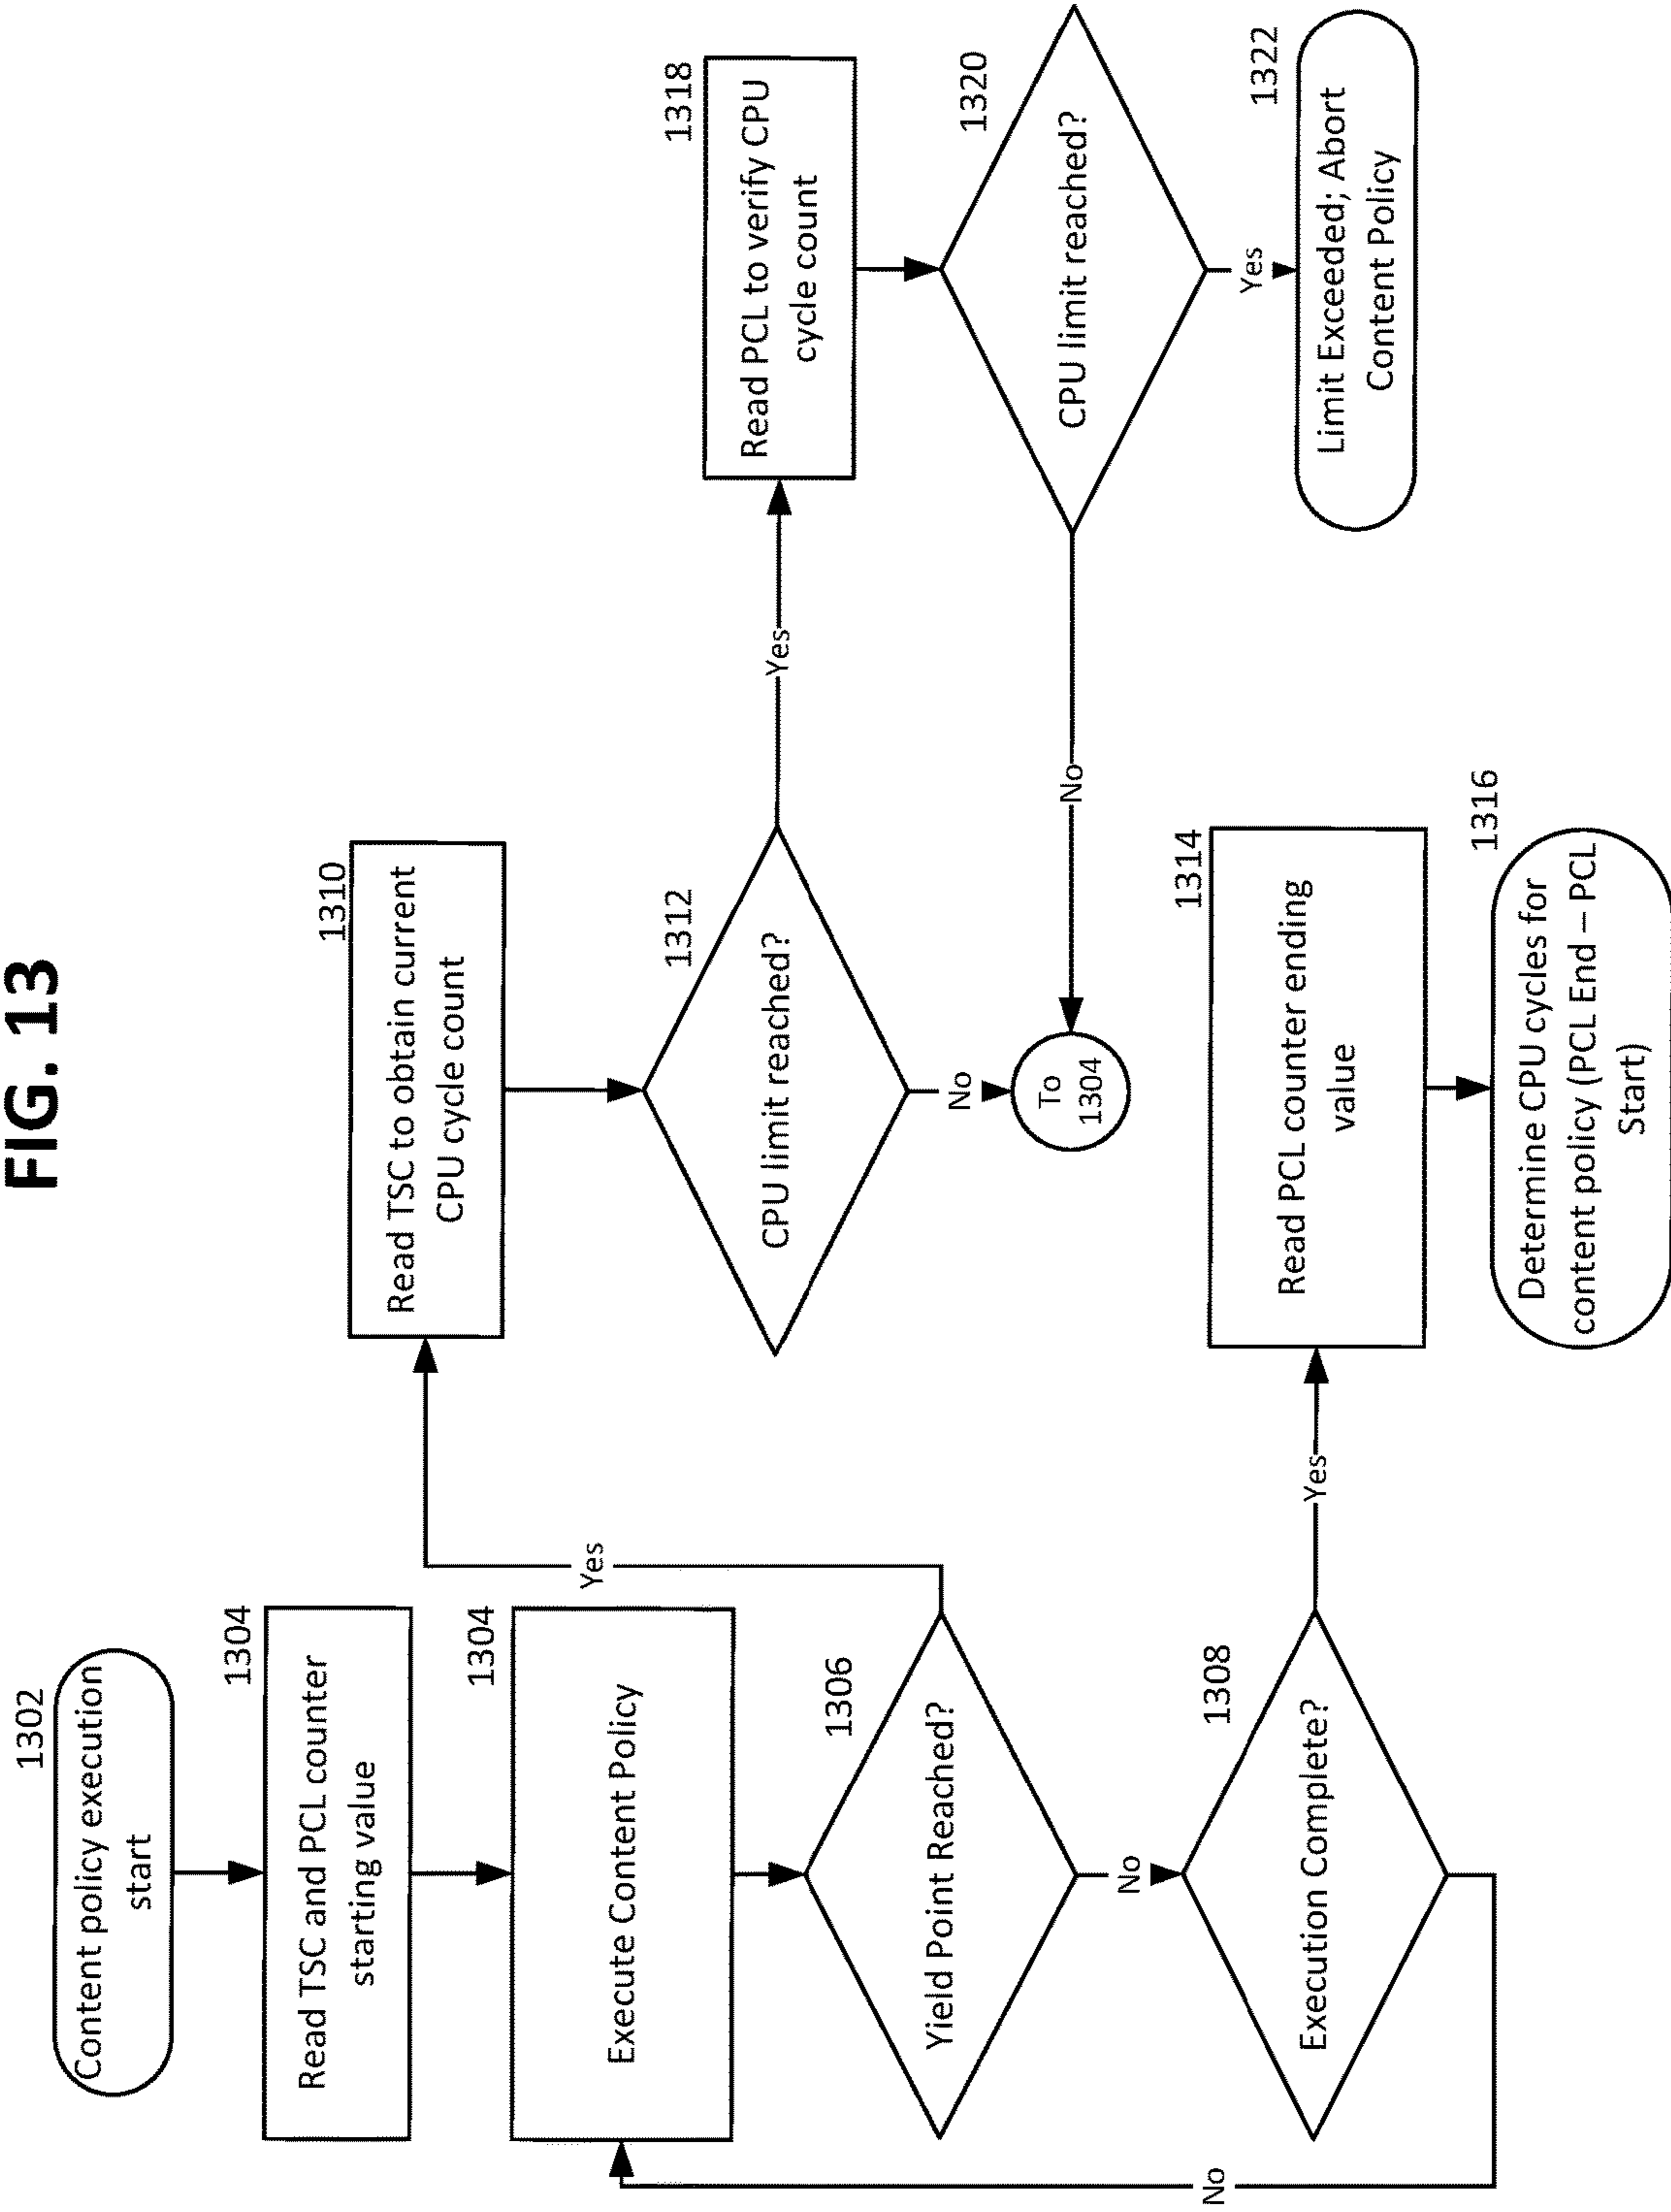 FIG. 13
1302
Content policy execution
start
1304
Read TSC and PCL counter
starting value
1304
Execute Content Policy
1306
Yield Point Reached?
Yes
No
1308
Execution Complete?
No
Yes
1310
Read TSC to obtain current
CPU cycle count
1312
CPU limit reached?
Yes
No
To
1304
1314
Read PCL counter ending
value
1316
Determine CPU cycles for
content policy (PCL End – PCL
Start)
1318
Read PCL to verify CPU
cycle count
1320
CPU limit reached?
No
Yes
1322
Limit Exceeded; Abort
Content Policy